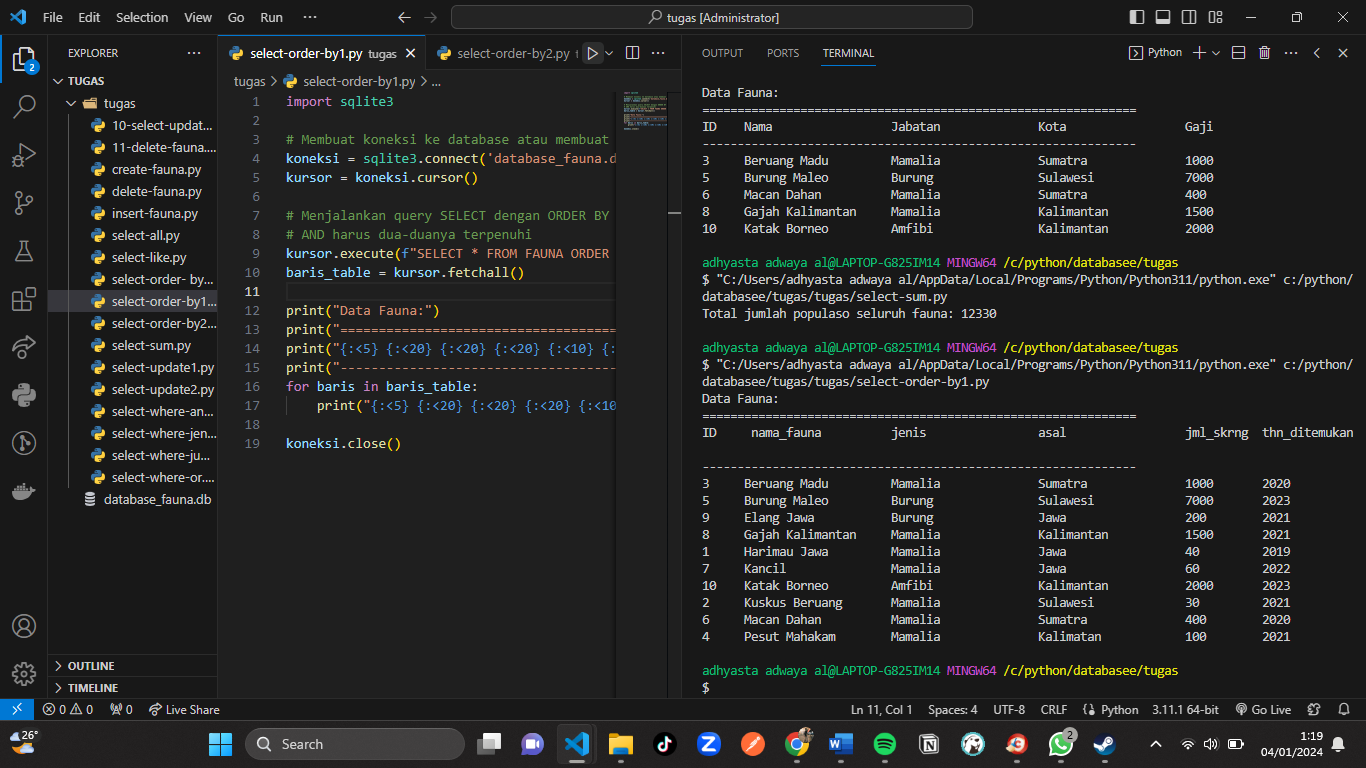 File Edit Selection View Go Run ···
tugas [Administrator]
EXPLORER ···
TUGAS
tugas
10-select-updat...
11-delete-fauna....
create-fauna.py
delete-fauna.py
insert-fauna.py
select-all.py
select-like.py
select-order- by...
select-order-by1...
select-order-by2...
select-sum.py
select-update1.py
select-update2.py
select-where-an...
select-where-jen...
select-where-ju...
select-where-or....
database_fauna.db
OUTLINE
TIMELINE
2
select-order-by1.py tugas
select-order-by2.py t
tugas > select-order-by1.py > ...
1 import sqlite3
2
3 # Membuat koneksi ke database atau membuat
4 koneksi = sqlite3.connect('database_fauna.d
5 kursor = koneksi.cursor()
6
7 # Menjalankan query SELECT dengan ORDER BY
8 # AND harus dua-duanya terpenuhi
9 kursor.execute(f"SELECT * FROM FAUNA ORDER
10 baris_table = kursor.fetchall()
11
12 print("Data Fauna:")
13 print("====================================
14 print("{:<5} {:<20} {:<20} {:<20} {:<10} {:
15 print("------------------------------------
16 for baris in baris_table:
17 print("{:<5} {:<20} {:<20} {:<20} {:<10
18
19 koneksi.close()
OUTPUT PORTS TERMINAL
Python
Data Fauna:
==============================================================
ID Nama Jabatan Kota Gaji
--------------------------------------------------------------
3 Beruang Madu Mamalia Sumatra 1000
5 Burung Maleo Burung Sulawesi 7000
6 Macan Dahan Mamalia Sumatra 400
8 Gajah Kalimantan Mamalia Kalimantan 1500
10 Katak Borneo Amfibi Kalimantan 2000
adhyasta adwaya al@LAPTOP-G825IM14 MINGW64 /c/python/databasee/tugas
$ "C:/Users/adhyasta adwaya al/AppData/Local/Programs/Python/Python311/python.exe" c:/python/
databasee/tugas/tugas/select-sum.py
Total jumlah populaso seluruh fauna: 12330
adhyasta adwaya al@LAPTOP-G825IM14 MINGW64 /c/python/databasee/tugas
$ "C:/Users/adhyasta adwaya al/AppData/Local/Programs/Python/Python311/python.exe" c:/python/
databasee/tugas/tugas/select-order-by1.py
Data Fauna:
==============================================================
ID nama_fauna jenis asal jml_skrng thn_ditemukan
--------------------------------------------------------------
3 Beruang Madu Mamalia Sumatra 1000 2020
5 Burung Maleo Burung Sulawesi 7000 2023
9 Elang Jawa Burung Jawa 200 2021
8 Gajah Kalimantan Mamalia Kalimantan 1500 2021
1 Harimau Jawa Mamalia Jawa 40 2019
7 Kancil Mamalia Jawa 60 2022
10 Katak Borneo Amfibi Kalimantan 2000 2023
2 Kuskus Beruang Mamalia Sulawesi 30 2021
6 Macan Dahan Mamalia Sumatra 400 2020
4 Pesut Mahakam Mamalia Kalimatan 100 2021
adhyasta adwaya al@LAPTOP-G825IM14 MINGW64 /c/python/databasee/tugas
$
0 0 0 Live Share
Ln 11, Col 1 Spaces: 4 UTF-8 CRLF Python 3.11.1 64-bit Go Live
26°
Search
2
1:19
04/01/2024